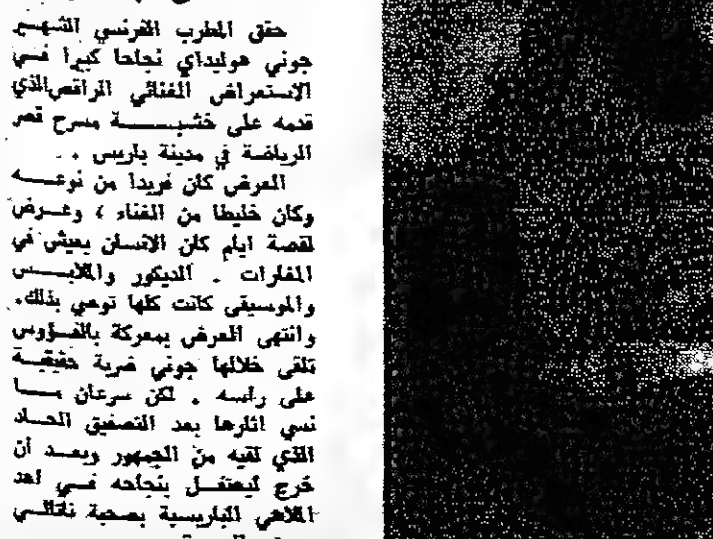 حقق المطرب الفرنسي الشهير
جوني هوليداي نجاحا كبيرا في
الاستعراض الغنائي الراقص الذي
قدمه على خشبة مسرح قصر
الرياضة في مدينة باريس ..
العرض كان فريدا من نوعه
وكان خليطا من الغناء ، وعرض
لقصة ايام كان الانسان يعيش في
المغارات . الديكور والملابس
والموسيقى كانت كلها توحي بذلك.
وانتهى العرض بمعركة بالفؤوس
تلقى خلالها جوني ضربة حقيقية
على رأسه . لكن سرعان ما
نسي اثارها بعد التصفيق الحاد
الذي لقيه من الجمهور وبعد أن
خرج ليحتفل بنجاحه في احد
الملاهي الباريسية بصحبة ناتالي